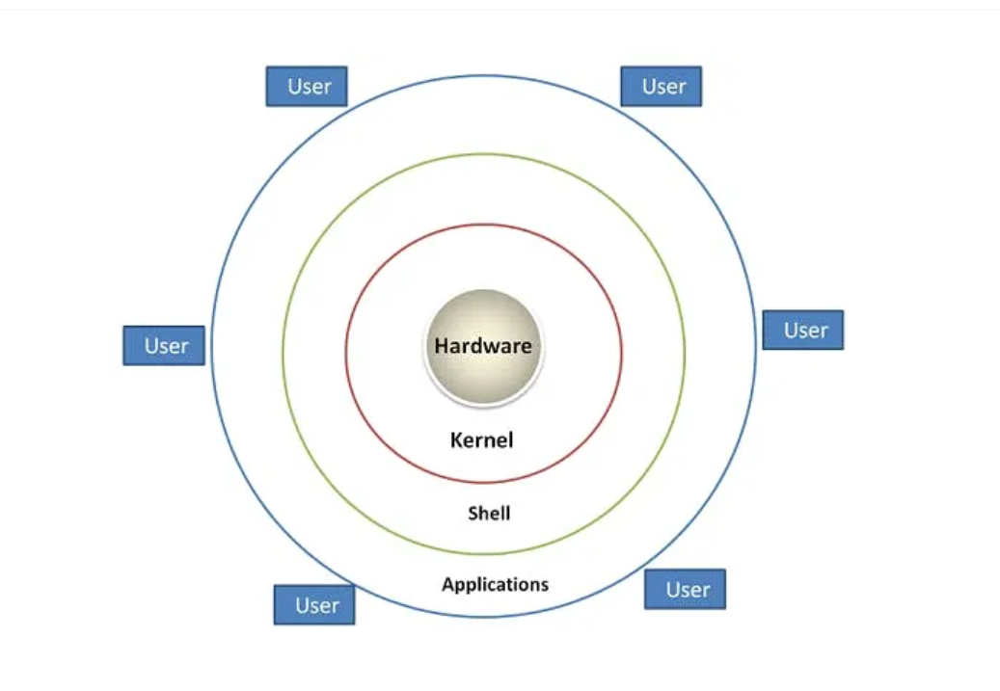 User
User
Hardware
User
User
Kernel
Shell
Applications
User
User